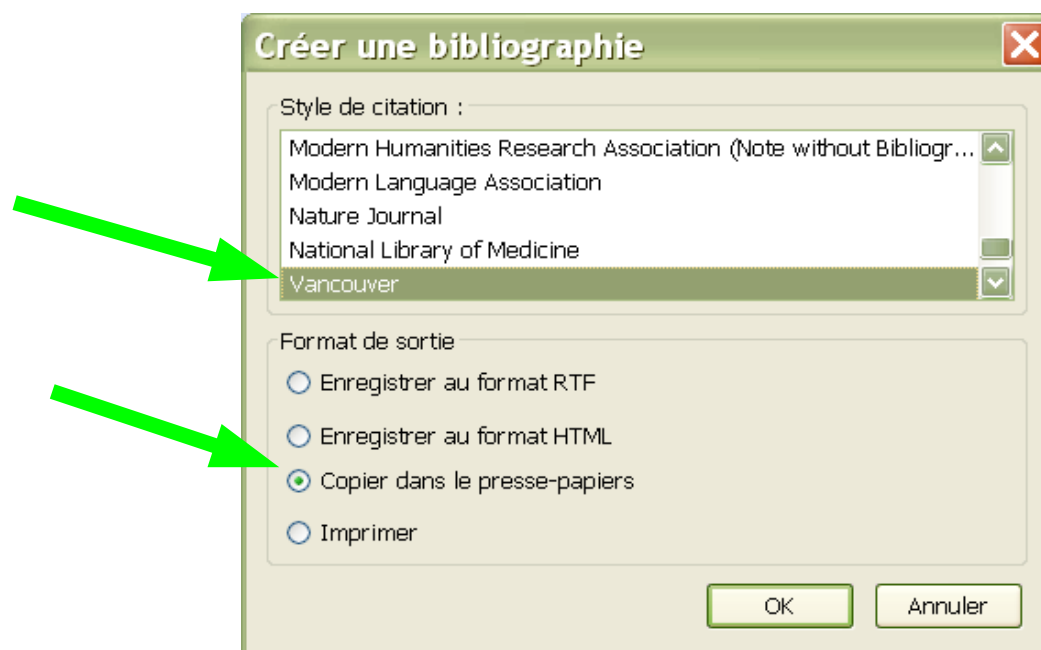 Créer une bibliographie
Style de citation :
Modern Humanities Research Association (Note without Bibliogr...
Modern Language Association
Nature Journal
National Library of Medicine
Vancouver
Format de sortie
Enregistrer au format RTF
Enregistrer au format HTML
Copier dans le presse-papiers
Imprimer
OK Annuler